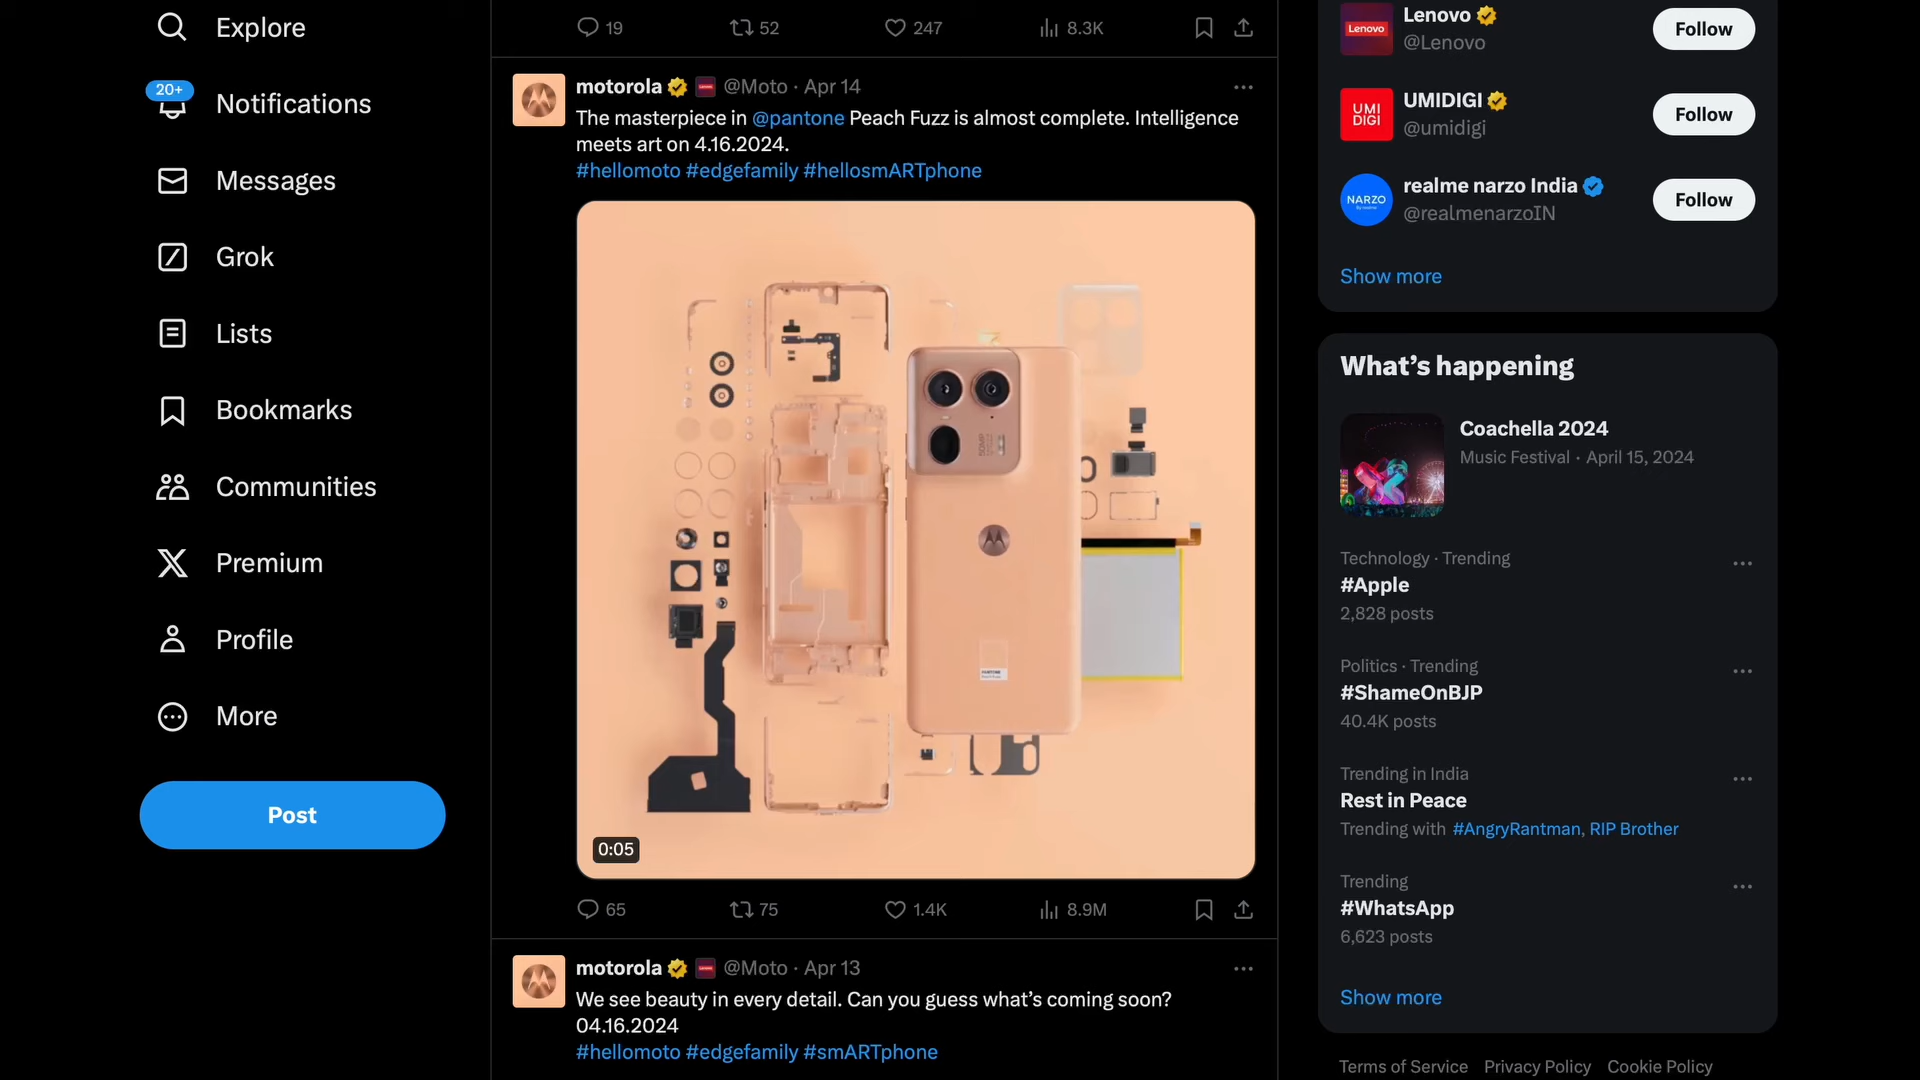 Explore
20+
Notifications
Messages
Grok
Lists
Bookmarks
Communities
Premium
Profile
More
Post
19 52 247 8.3K
motorola @Moto · Apr 14
The masterpiece in @pantone Peach Fuzz is almost complete. Intelligence
meets art on 4.16.2024.
#hellomoto #edgefamily #hellosmARTphone
50MP
PANTONE
0:05
65 75 1.4K 8.9M
motorola @Moto · Apr 13
We see beauty in every detail. Can you guess what’s coming soon?
04.16.2024
#hellomoto #edgefamily #smARTphone
Lenovo
Lenovo
@Lenovo
Follow
UMI
DIGI
UMIDIGI
@umidigi
Follow
NARZO
realme narzo India
@realmenarzoIN
Follow
Show more
What’s happening
Coachella 2024
Music Festival · April 15, 2024
Technology · Trending
#Apple
2,828 posts
Politics · Trending
#ShameOnBJP
40.4K posts
Trending in India
Rest in Peace
Trending with #AngryRantman, RIP Brother
Trending
#WhatsApp
6,623 posts
Show more
Terms of Service Privacy Policy Cookie Policy